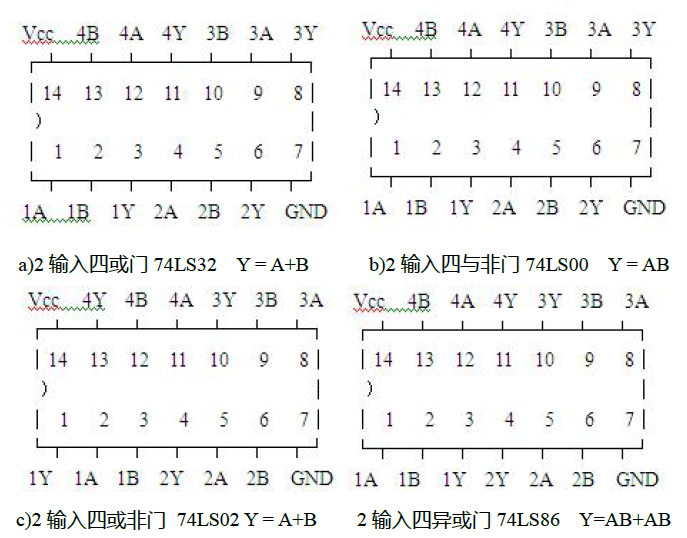 Vcc 4B 4A 4Y 3B 3A 3Y
14 13 12 11 10 9 8
1 2 3 4 5 6 7
1A 1B 1Y 2A 2B 2Y GND
a)2 输入四或门 74LS32 Y = A+B
Vcc 4B 4A 4Y 3B 3A 3Y
14 13 12 11 10 9 8
1 2 3 4 5 6 7
1A 1B 1Y 2A 2B 2Y GND
b)2 输入四与非门 74LS00 Y = AB
Vcc 4Y 4B 4A 3Y 3B 3A
14 13 12 11 10 9 8
1 2 3 4 5 6 7
1Y 1A 1B 2Y 2A 2B GND
c)2 输入四或非门 74LS02 Y = A+B
Vcc 4B 4A 4Y 3Y 3B 3A
14 13 12 11 10 9 8
1 2 3 4 5 6 7
1A 1B 1Y 2Y 2A 2B GND
2 输入四异或门 74LS86 Y=AB+AB